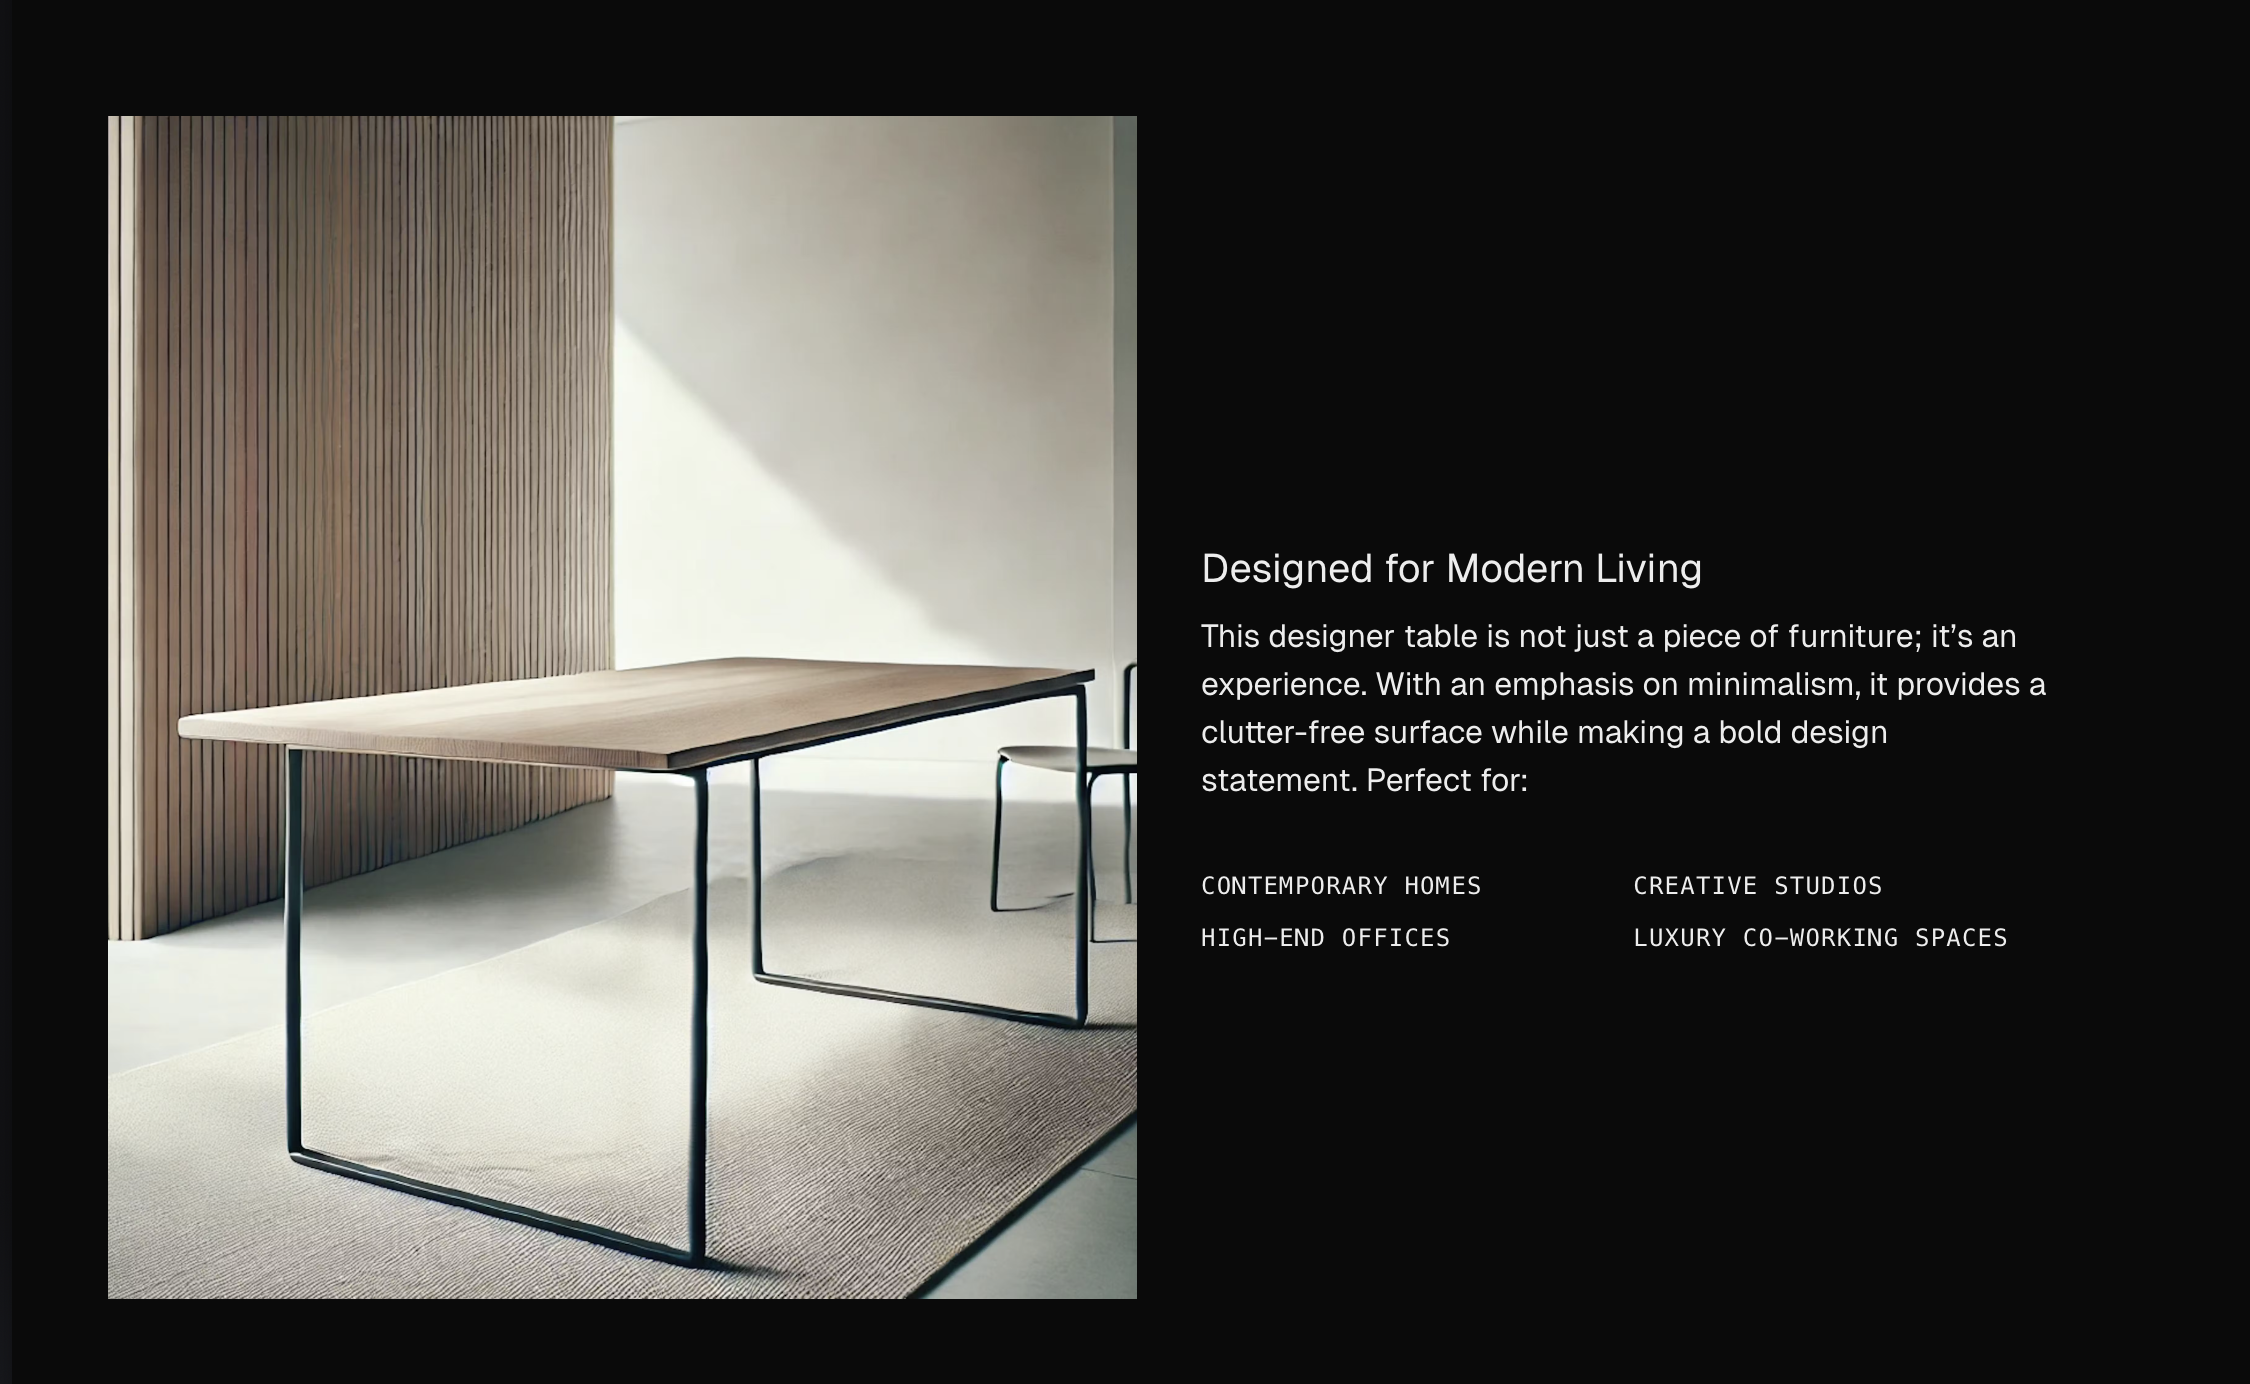 Designed for Modern Living
This designer table is not just a piece of furniture; it’s an
experience. With an emphasis on minimalism, it provides a
clutter-free surface while making a bold design
statement. Perfect for:
CONTEMPORARY HOMES
CREATIVE STUDIOS
HIGH–END OFFICES
LUXURY CO–WORKING SPACES